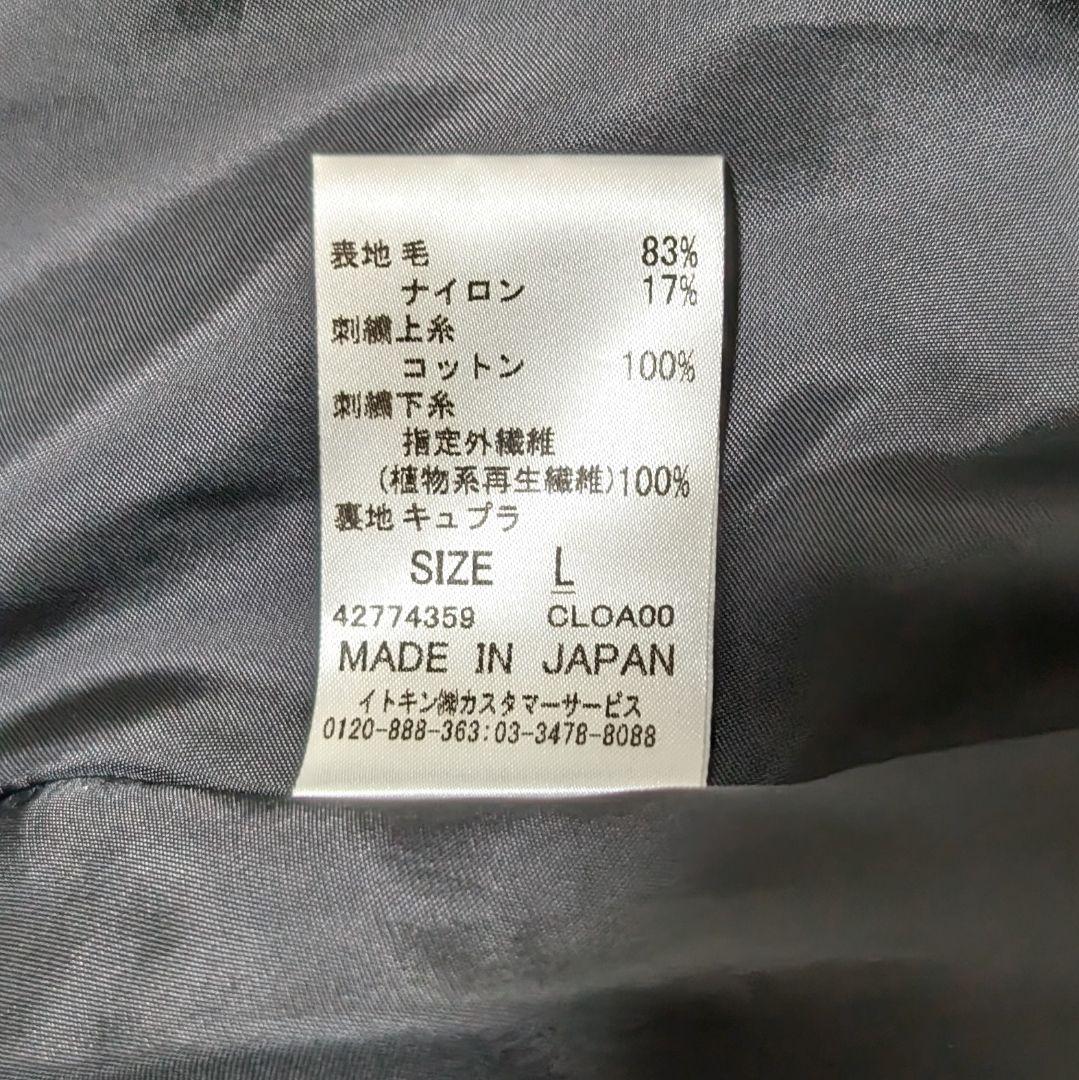 表地 毛 83%
ナイロン 17%
刺繍上糸
コットン 100%
刺繍下糸
指定外繊維
(植物系再生繊維)100%
裏地 キュプラ
SIZE L
42774359 CLOA00
MADE IN JAPAN
イトキン㈱カスタマーサービス
0120-888-363:03-3478-8088